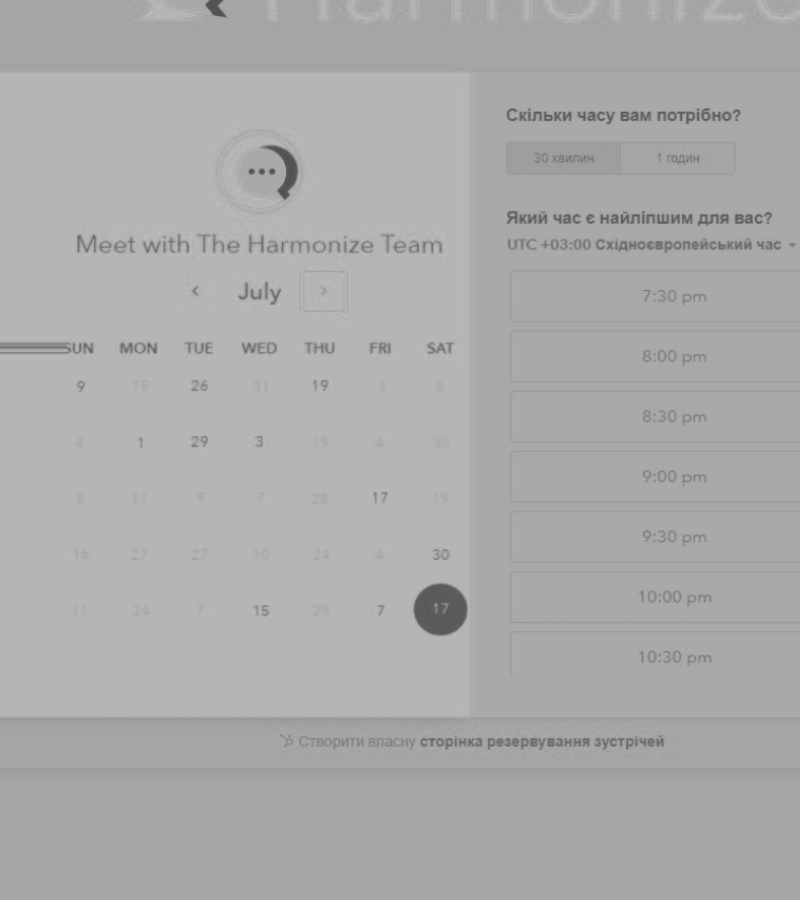 Harmonize
Meet with The Harmonize Team
July
SUN MON TUE WED THU FRI SAT
9 15 26 31 19 3 6
4 1 29 3 19 4 30
8 11 9 7 28 17 19
16 27 27 10 24 4 30
11 24 7 15 29 7 17
Скільки часу вам потрібно?
30 хвилин 1 годин
Який час є найліпшим для вас?
UTC +03:00 Східноєвропейський час
7:30 pm
8:00 pm
8:30 pm
9:00 pm
9:30 pm
10:00 pm
10:30 pm
Створити власну сторінка резервування зустрічей